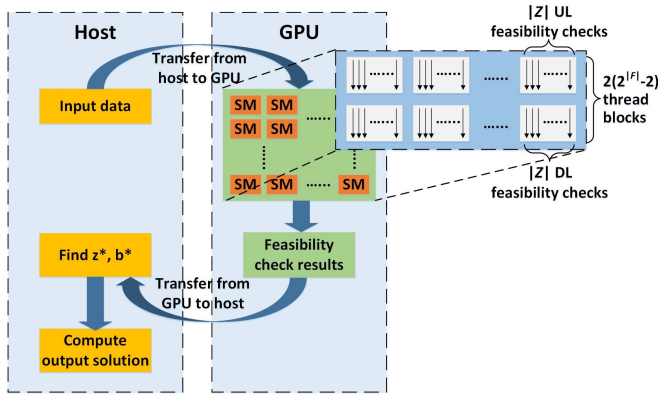 Host
GPU
Transfer from
host to GPU
Input data
SM SM ......
SM SM
SM SM ...... SM
|Z| UL
feasibility checks
...... ...... ...... ......
...... ...... ...... ......
2(2^|F|-2)
thread
blocks
|Z| DL
feasibility checks
Find z*, b*
Feasibility
check results
Transfer from
GPU to host
Compute
output solution